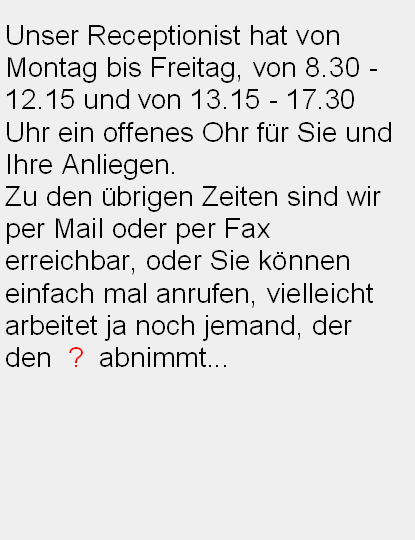 Unser Receptionist hat von
Montag bis Freitag, von 8.30 -
12.15 und von 13.15 - 17.30
Uhr ein offenes Ohr für Sie und
Ihre Anliegen.
Zu den übrigen Zeiten sind wir
per Mail oder per Fax
erreichbar, oder Sie können
einfach mal anrufen, vielleicht
arbeitet ja noch jemand, der
den ? abnimmt...